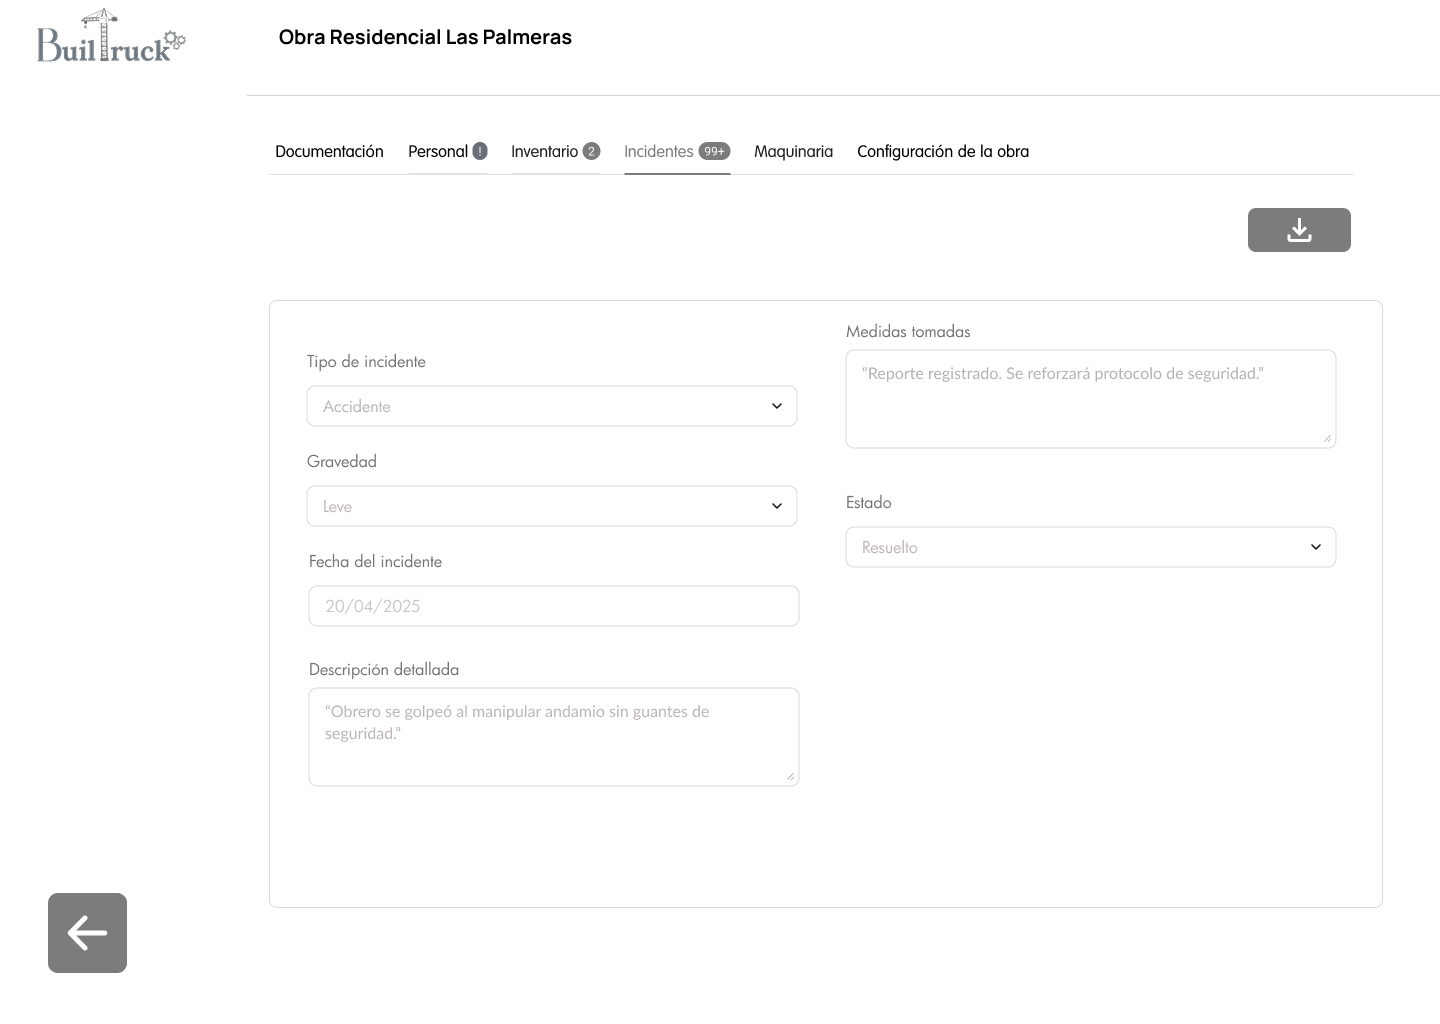 BuilTruck
Obra Residencial Las Palmeras
Documentación
Personal !
Inventario 2
Incidentes 99+
Maquinaria
Configuración de la obra
Tipo de incidente
Accidente
Gravedad
Leve
Fecha del incidente
20/04/2025
Descripción detallada
“Obrero se golpeó al manipular andamio sin guantes de
seguridad.”
Medidas tomadas
“Reporte registrado. Se reforzará protocolo de seguridad.”
Estado
Resuelto